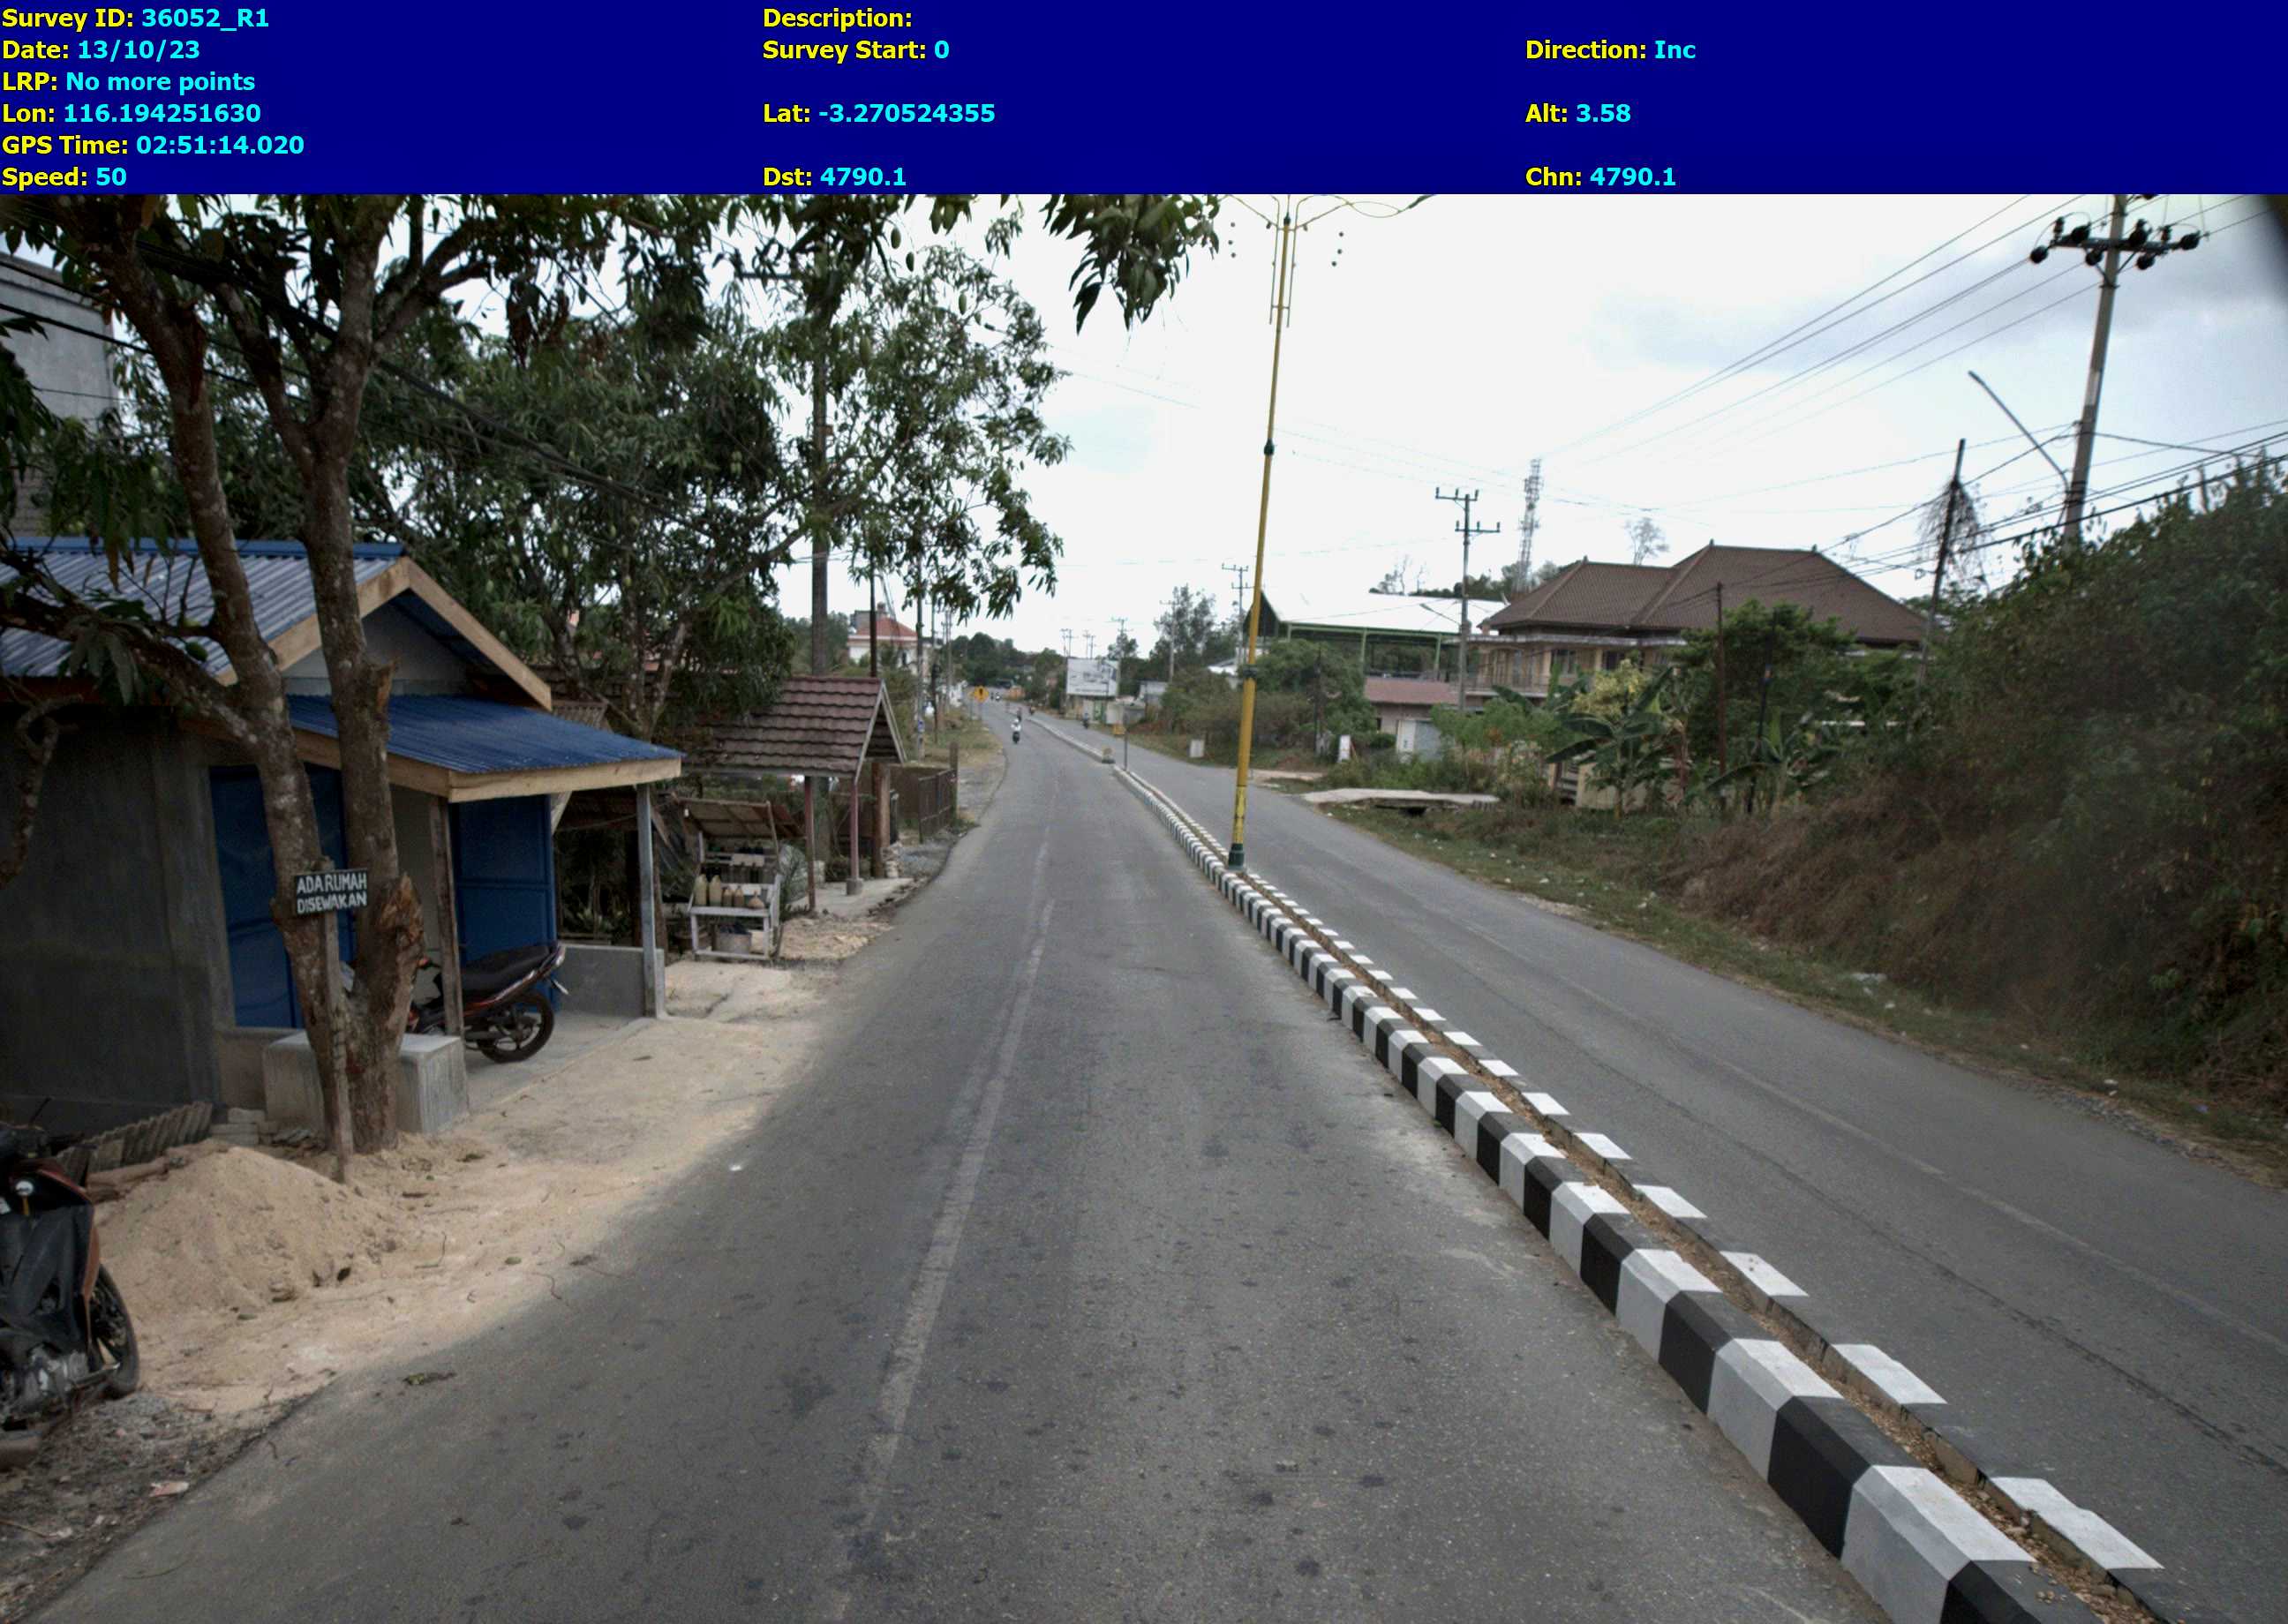 Survey ID: 36052_R1
Description:
Date: 13/10/23
Survey Start: 0
Direction: Inc
LRP: No more points
Lon: 116.194251630
Lat: -3.270524355
Alt: 3.58
GPS Time: 02:51:14.020
Speed: 50
Dst: 4790.1
Chn: 4790.1
ADA RUMAH
DISEWAKAN